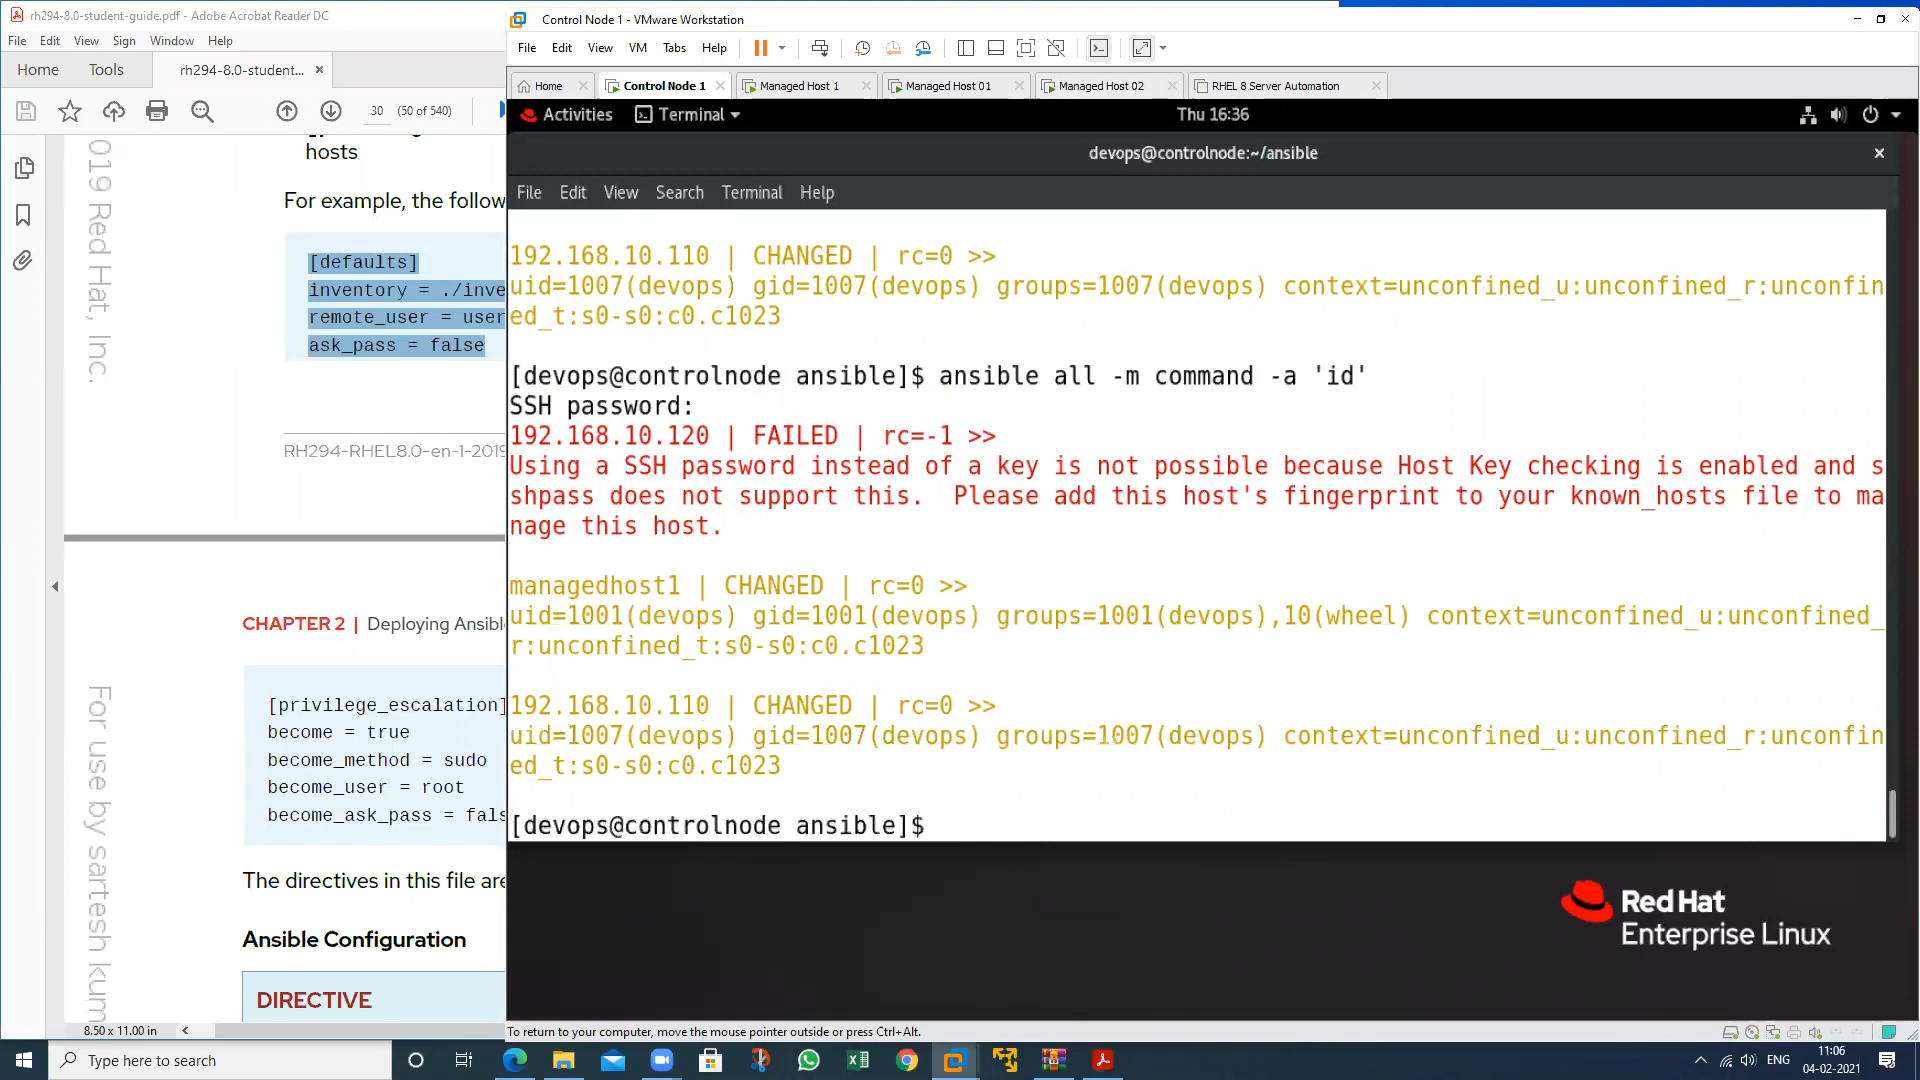 rh294-8.0-student-guide.pdf - Adobe Acrobat Reader DC
File Edit View Sign Window Help
Home Tools rh294-8.0-student...
30 (50 of 540)
019 Red Hat, Inc.
hosts
For example, the follow
[defaults]
inventory = ./inve
remote_user = user
ask_pass = false
RH294-RHEL8.0-en-1-2019
CHAPTER 2 | Deploying Ansibl
For use by sartesh kum
[privilege_escalation]
become = true
become_method = sudo
become_user = root
become_ask_pass = fals
The directives in this file are
Ansible Configuration
DIRECTIVE
8.50 x 11.00 in
Control Node 1 - VMware Workstation
File Edit View VM Tabs Help
Home Control Node 1 Managed Host 1 Managed Host 01 Managed Host 02 RHEL 8 Server Automation
Activities Terminal Thu 16:36
devops@controlnode:~/ansible
File Edit View Search Terminal Help
192.168.10.110 | CHANGED | rc=0 >>
uid=1007(devops) gid=1007(devops) groups=1007(devops) context=unconfined_u:unconfined_r:unconfin
ed_t:s0-s0:c0.c1023
[devops@controlnode ansible]$ ansible all -m command -a 'id'
SSH password:
192.168.10.120 | FAILED | rc=-1 >>
Using a SSH password instead of a key is not possible because Host Key checking is enabled and s
shpass does not support this.  Please add this host's fingerprint to your known_hosts file to ma
nage this host.
managedhost1 | CHANGED | rc=0 >>
uid=1001(devops) gid=1001(devops) groups=1001(devops),10(wheel) context=unconfined_u:unconfined_
r:unconfined_t:s0-s0:c0.c1023
192.168.10.110 | CHANGED | rc=0 >>
uid=1007(devops) gid=1007(devops) groups=1007(devops) context=unconfined_u:unconfined_r:unconfin
ed_t:s0-s0:c0.c1023
[devops@controlnode ansible]$
Red Hat
Enterprise Linux
To return to your computer, move the mouse pointer outside or press Ctrl+Alt.
Type here to search
ENG
11:06
04-02-2021